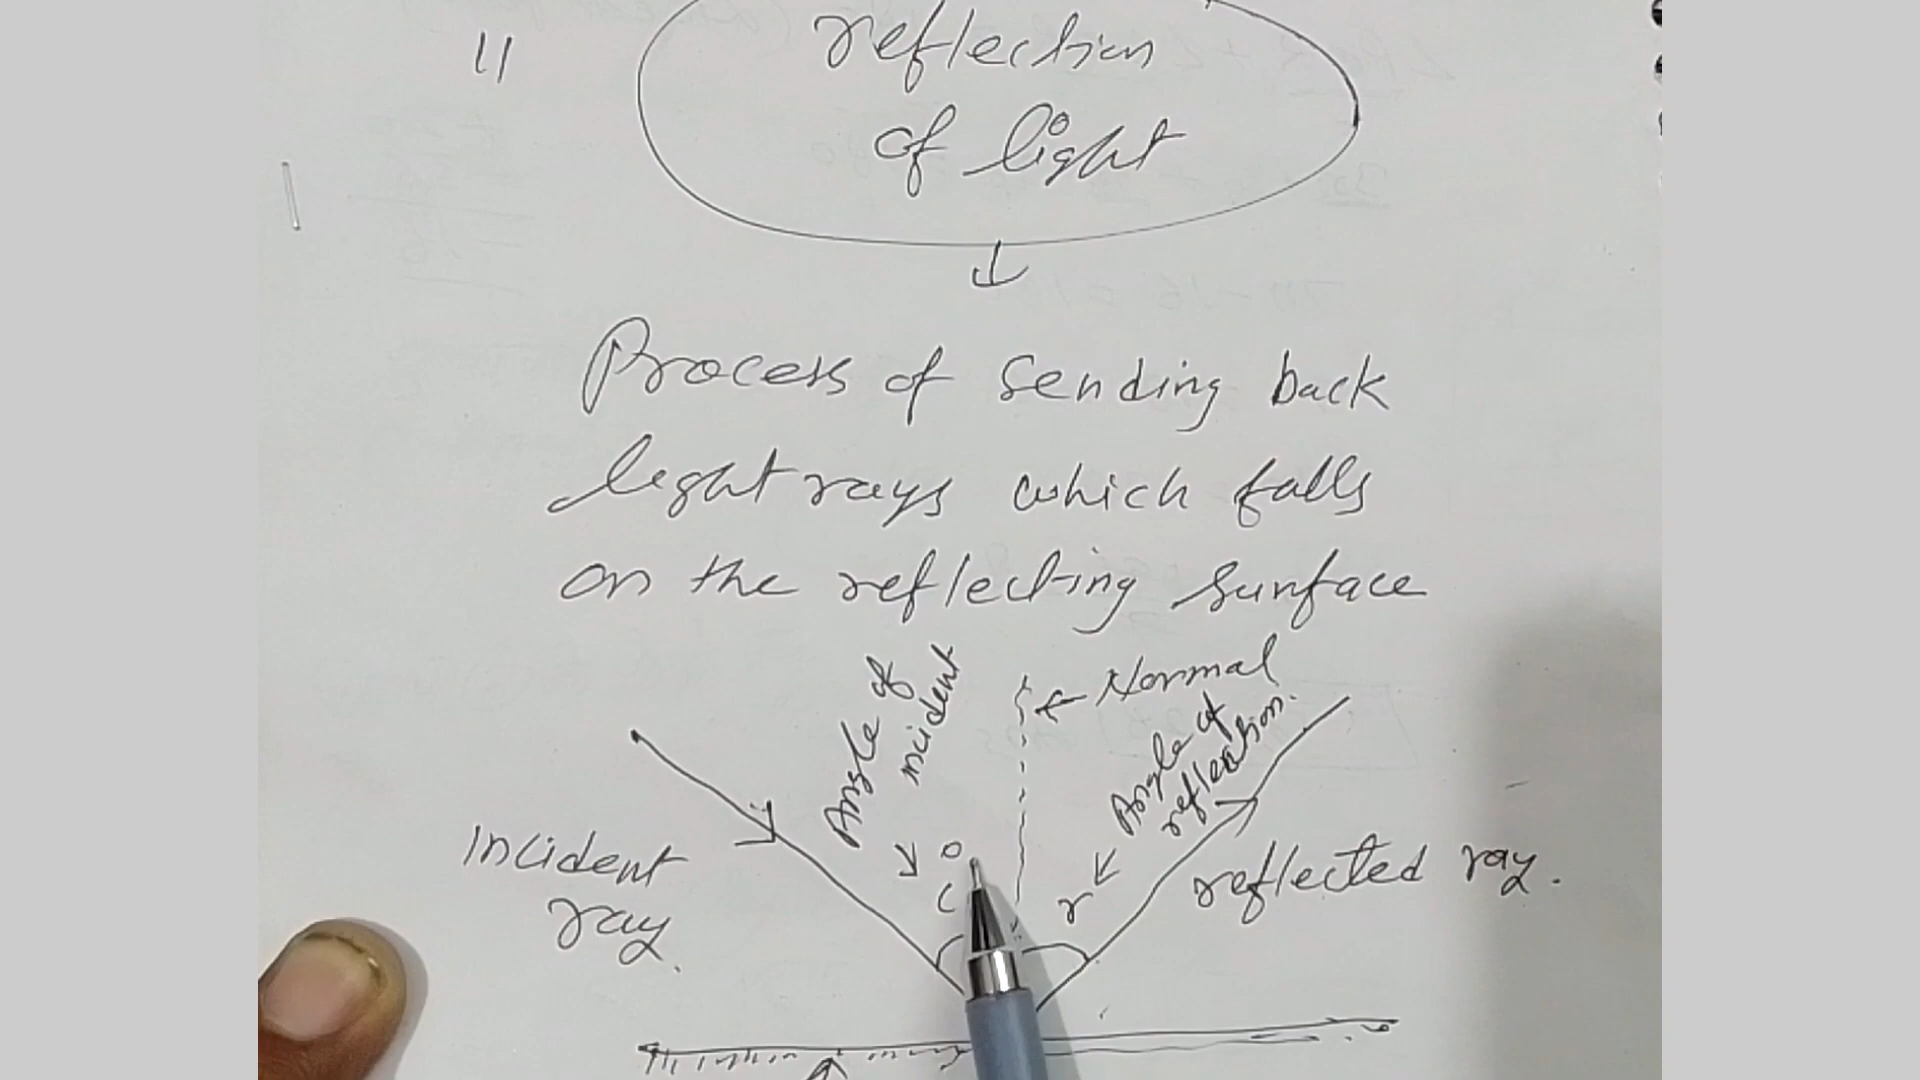 11
reflection
of light
Process of sending back
light rays which falls
on the reflecting surface
Angle of
incident
Normal
Angle of
reflection.
Incident
ray.
i
r
reflected ray.